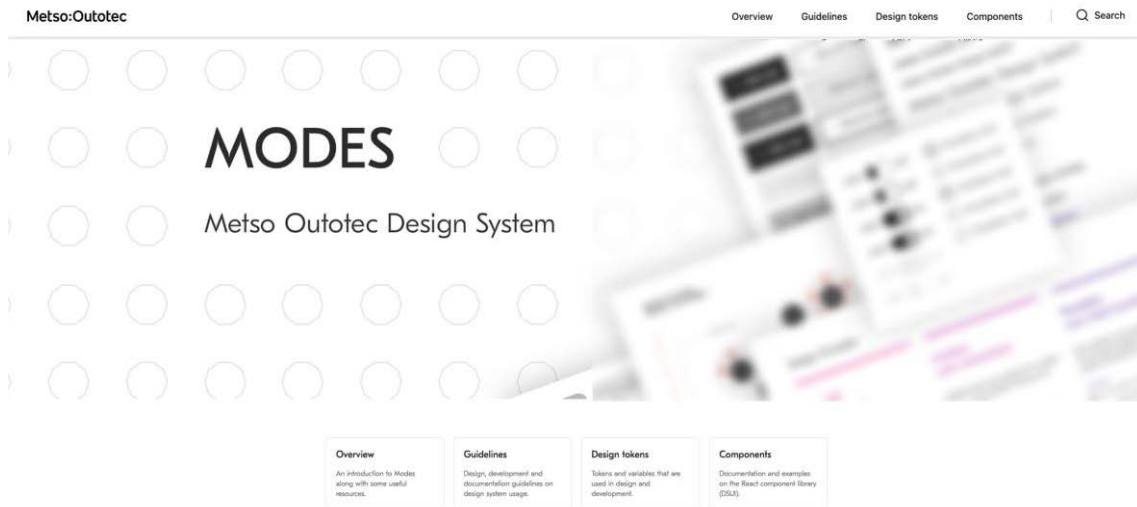 Metso:Outotec
Overview
Guidelines
Design tokens
Components
Search
MODES
Metso Outotec Design System
Overview
An introduction to Modes
along with some useful
resources.
Guidelines
Design, development and
documentation guidelines on
design system usage.
Design tokens
Tokens and variables that are
used in design and
development.
Components
Documentation and examples
on the React component library
(DSUI).